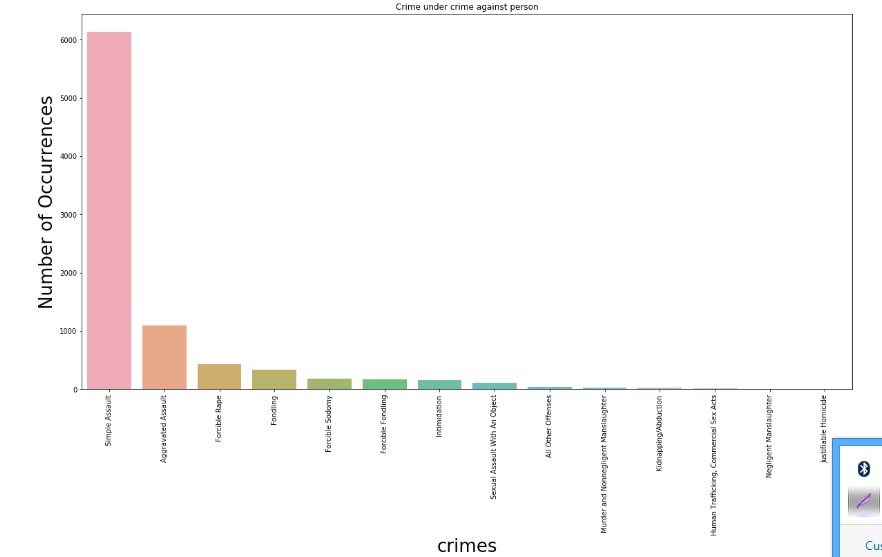 Crime under crime against person
Number of Occurrences
6000
5000
4000
3000
2000
1000
0
Simple Assault
Aggravated Assault
Forcible Rape
Fondling
Forcible Sodomy
Forcible Fondling
Intimidation
Sexual Assault With An Object
All Other Offenses
Murder and Nonnegligent Manslaughter
Kidnapping/Abduction
Human Trafficking, Commercial Sex Acts
Negligent Manslaughter
Justifiable Homicide
crimes
Cus